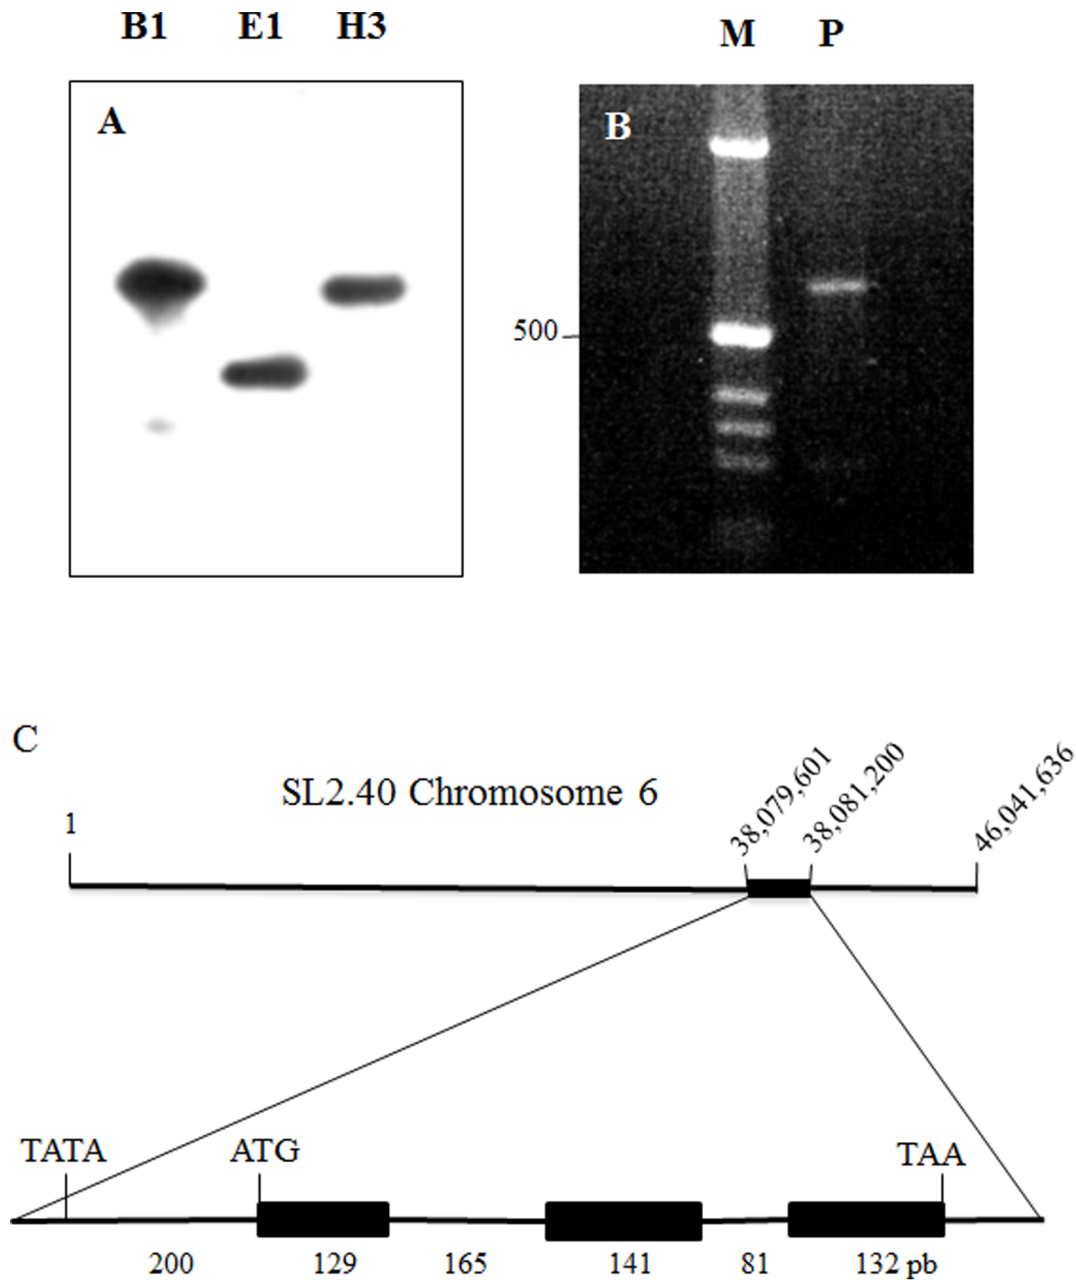 B1 E1 H3
M P
A
B
500
C
SL2.40 Chromosome 6
1
38,079,601
38,081,200
46,041,636
TATA ATG TAA
200 129 165 141 81 132 pb